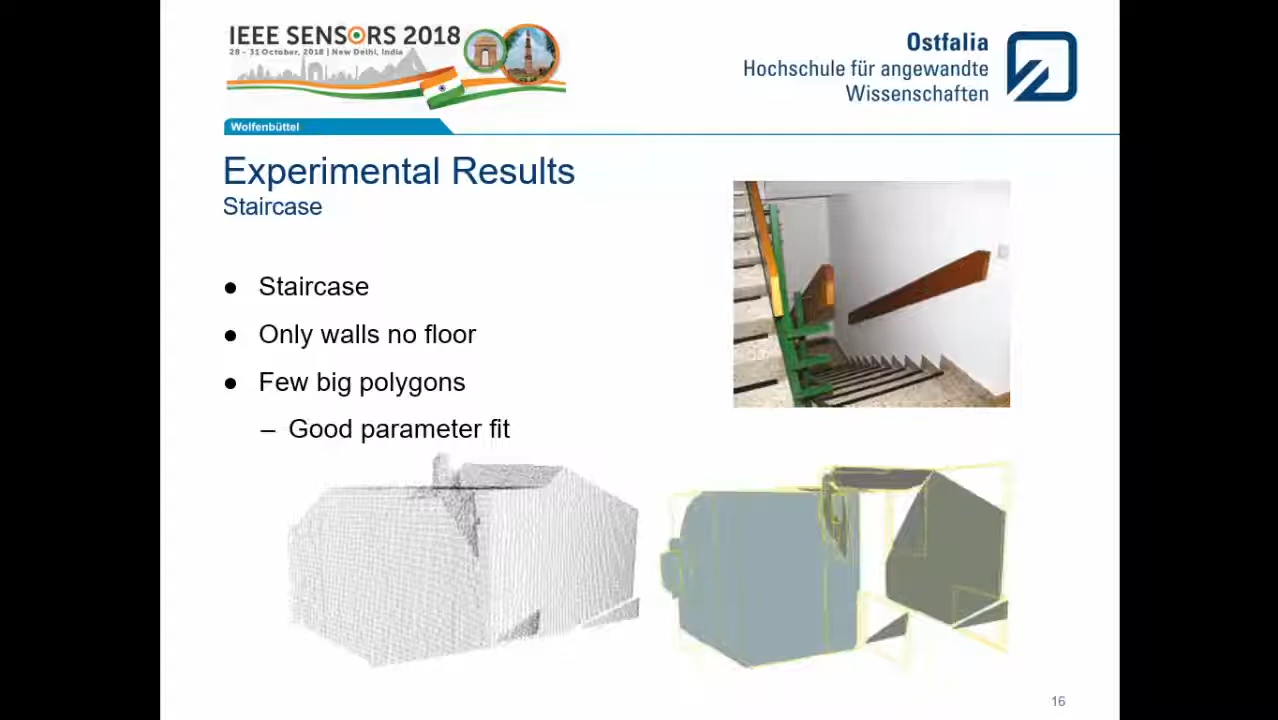 IEEE SENSORS 2018
28 - 31 October, 2018 | New Delhi, India
Ostfalia
Hochschule für angewandte
Wissenschaften
Wolfenbüttel
Experimental Results
Staircase
● Staircase
● Only walls no floor
● Few big polygons
– Good parameter fit
16